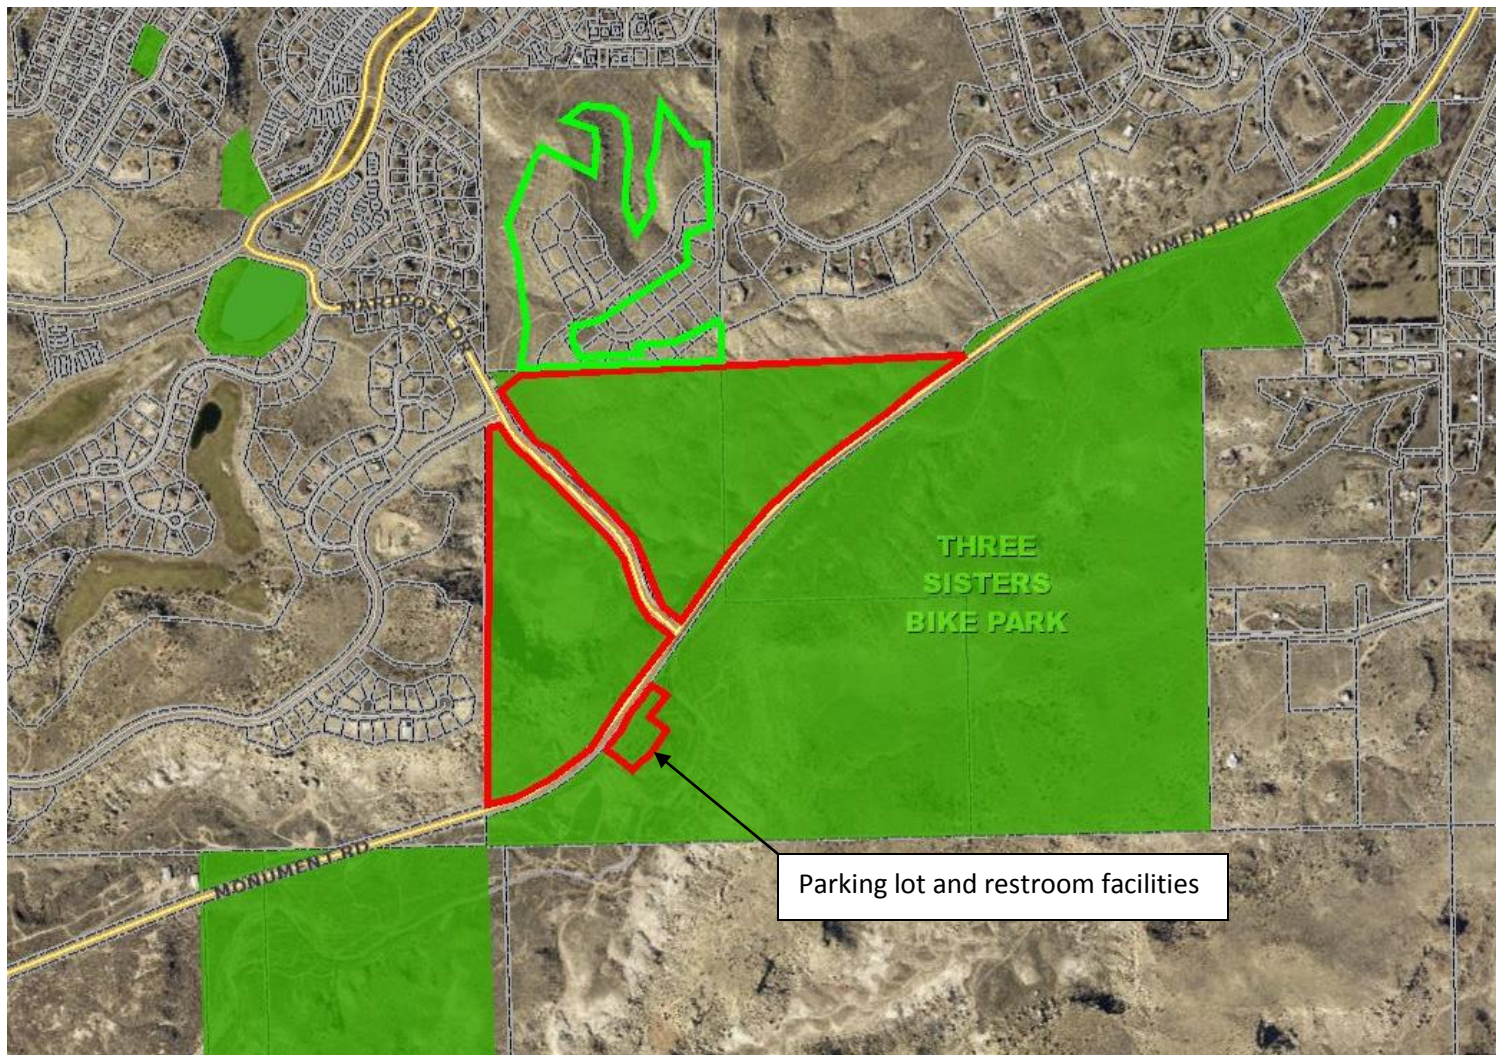 MONUMENT RD
MARIPOSA DR
THREE
SISTERS
BIKE PARK
MONUMENT RD
Parking lot and restroom facilities